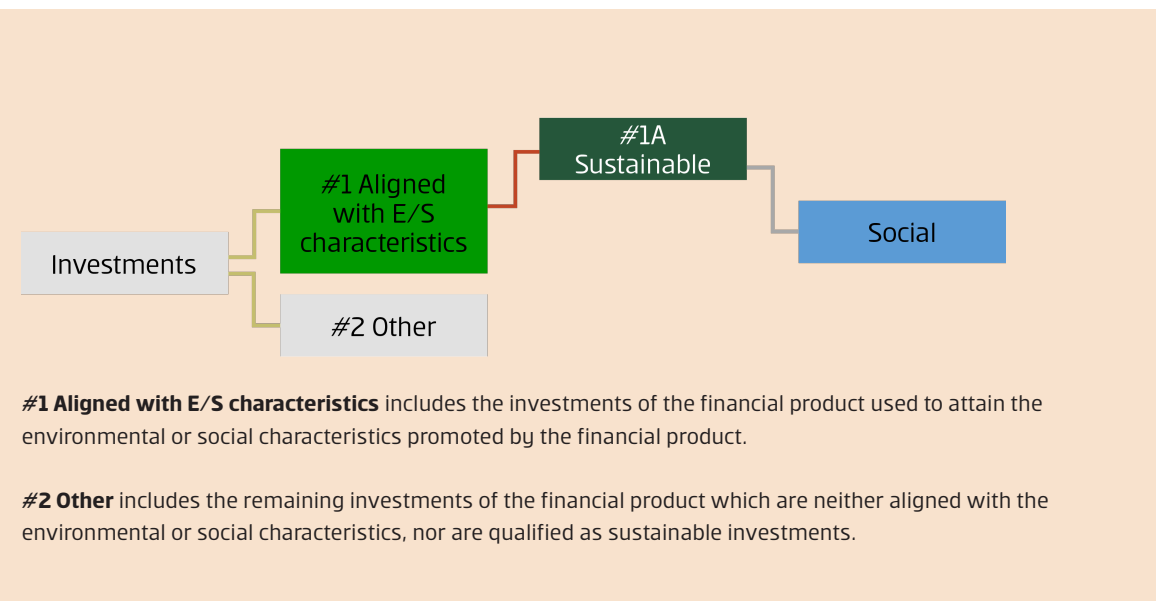 #1A
Sustainable
#1 Aligned
with E/S
characteristics
Social
Investments
#2 Other
#1 Aligned with E/S characteristics includes the investments of the financial product used to attain the
environmental or social characteristics promoted by the financial product.
#2 Other includes the remaining investments of the financial product which are neither aligned with the
environmental or social characteristics, nor are qualified as sustainable investments.